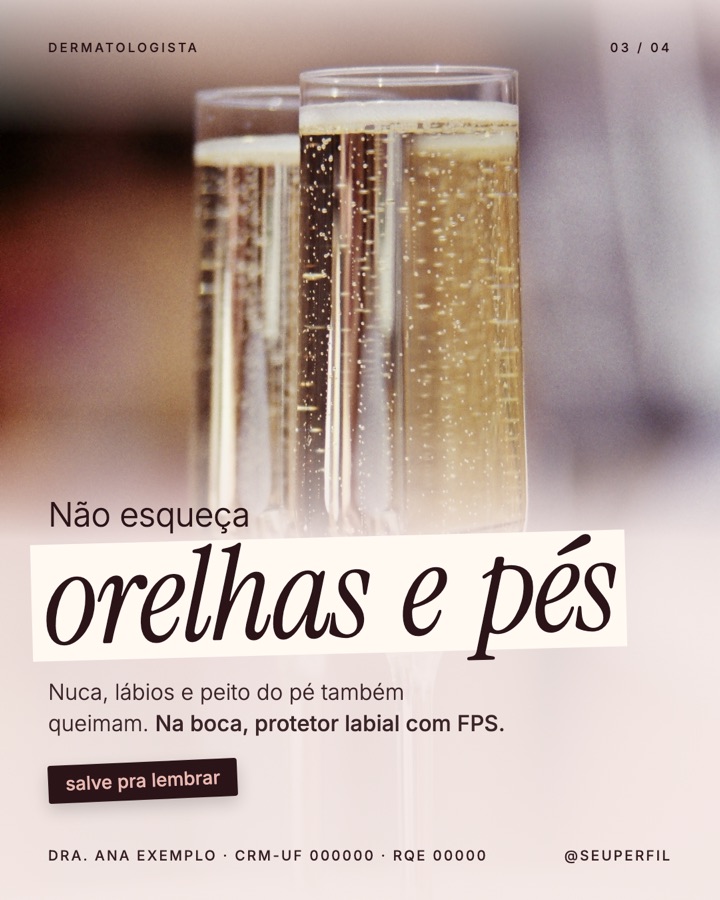 DERMATOLOGISTA
03 / 04
Não esqueça
orelhas e pés
Nuca, lábios e peito do pé também
queimam. Na boca, protetor labial com FPS.
salve pra lembrar
DRA. ANA EXEMPLO · CRM-UF 000000 · RQE 00000
@SEUPERFIL